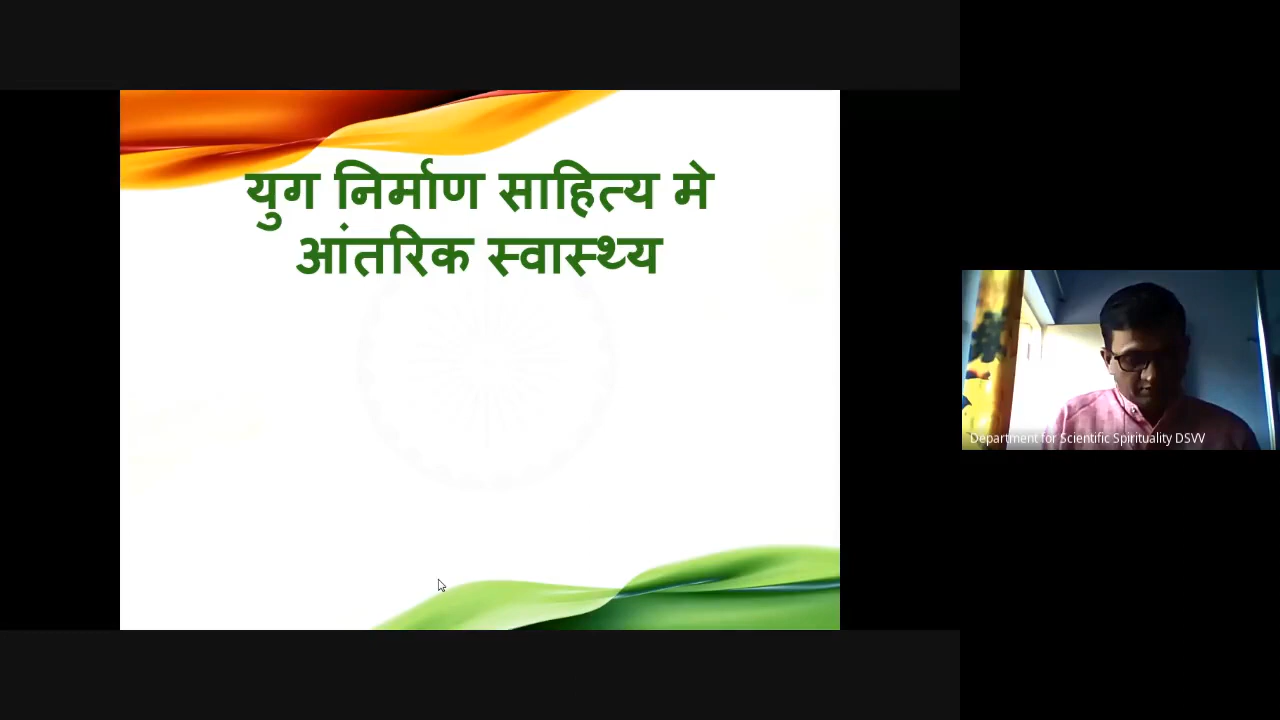 युग निर्माण साहित्य मे
आंतरिक स्वास्थ्य
Department for Scientific Spirituality DSVV